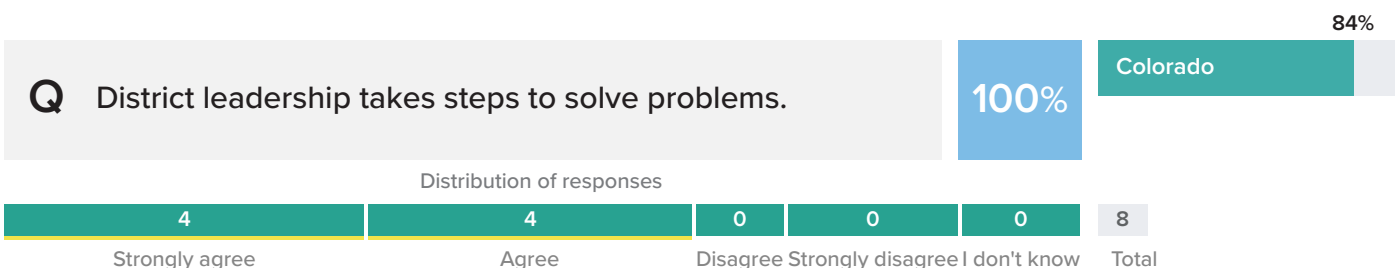 84%
Q District leadership takes steps to solve problems. 100% Colorado
Distribution of responses
4 4 0 0 0 8
Strongly agree Agree Disagree Strongly disagree I don't know Total